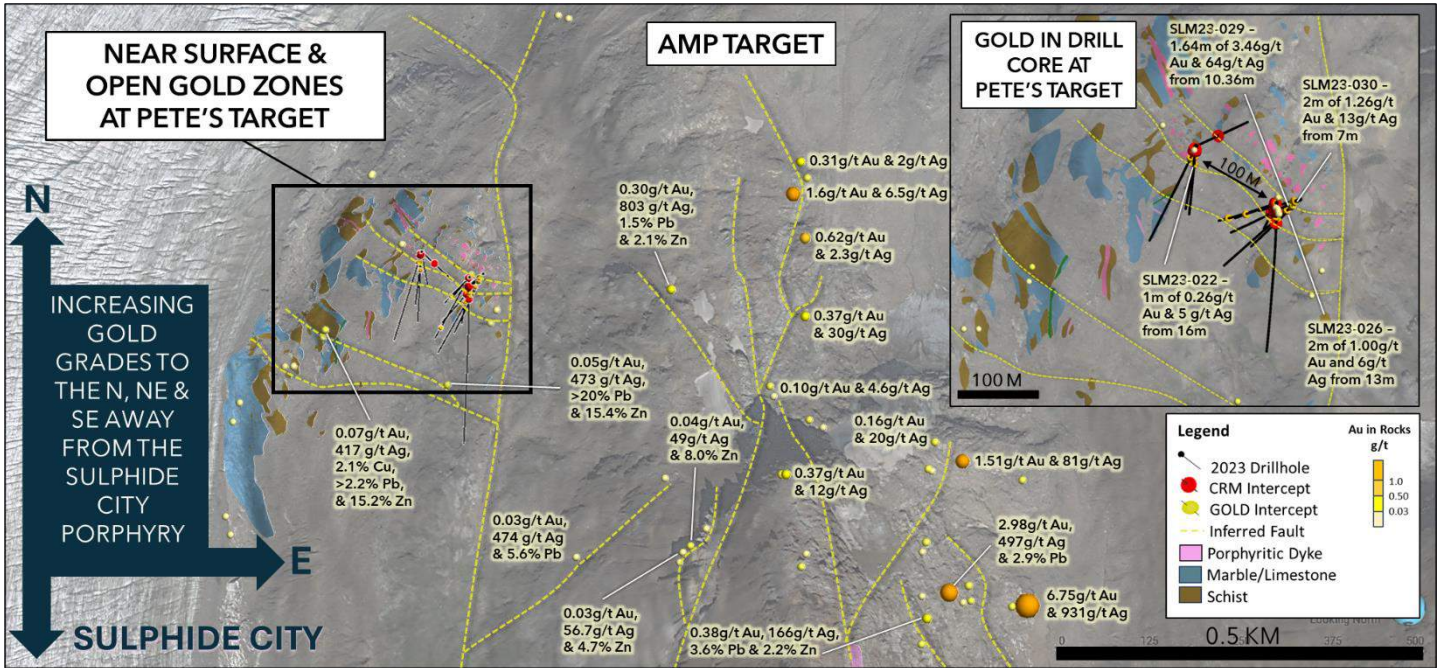 NEAR SURFACE &
OPEN GOLD ZONES
AT PETE'S TARGET
AMP TARGET
GOLD IN DRILL
CORE AT
PETE'S TARGET
SLM23-029 –
1.64m of 3.46g/t
Au & 64g/t Ag
from 10.36m
SLM23-030 –
2m of 1.26g/t
Au & 13g/t Ag
from 7m
100 M
SLM23-022 –
1m of 0.26g/t
Au & 5 g/t Ag
from 16m
SLM23-026 –
2m of 1.00g/t
Au and 6g/t
Ag from 13m
100 M
N
INCREASING
GOLD
GRADES TO
THE N, NE &
SE AWAY
FROM THE
SULPHIDE
CITY
PORPHYRY
E
SULPHIDE CITY
0.31g/t Au & 2g/t Ag
1.6g/t Au & 6.5g/t Ag
0.30g/t Au,
803 g/t Ag,
1.5% Pb
& 2.1% Zn
0.62g/t Au
& 2.3g/t Ag
0.37g/t Au
& 30g/t Ag
0.05g/t Au,
473 g/t Ag,
>20% Pb
& 15.4% Zn
0.10g/t Au & 4.6g/t Ag
0.07g/t Au,
417 g/t Ag,
2.1% Cu,
>2.2% Pb,
& 15.2% Zn
0.04g/t Au,
49g/t Ag
& 8.0% Zn
0.16g/t Au
& 20g/t Ag
1.51g/t Au & 81g/t Ag
0.37g/t Au
& 12g/t Ag
0.03g/t Au,
474 g/t Ag
& 5.6% Pb
2.98g/t Au,
497g/t Ag
& 2.9% Pb
6.75g/t Au
& 931g/t Ag
0.03g/t Au,
56.7g/t Ag
& 4.7% Zn
0.38g/t Au, 166g/t Ag,
3.6% Pb & 2.2% Zn
Legend
2023 Drillhole
CRM Intercept
GOLD Intercept
Inferred Fault
Porphyritic Dyke
Marble/Limestone
Schist
Au in Rocks
g/t
1.0
0.50
0.03
Looking North
0 125 375 500
0.5 KM